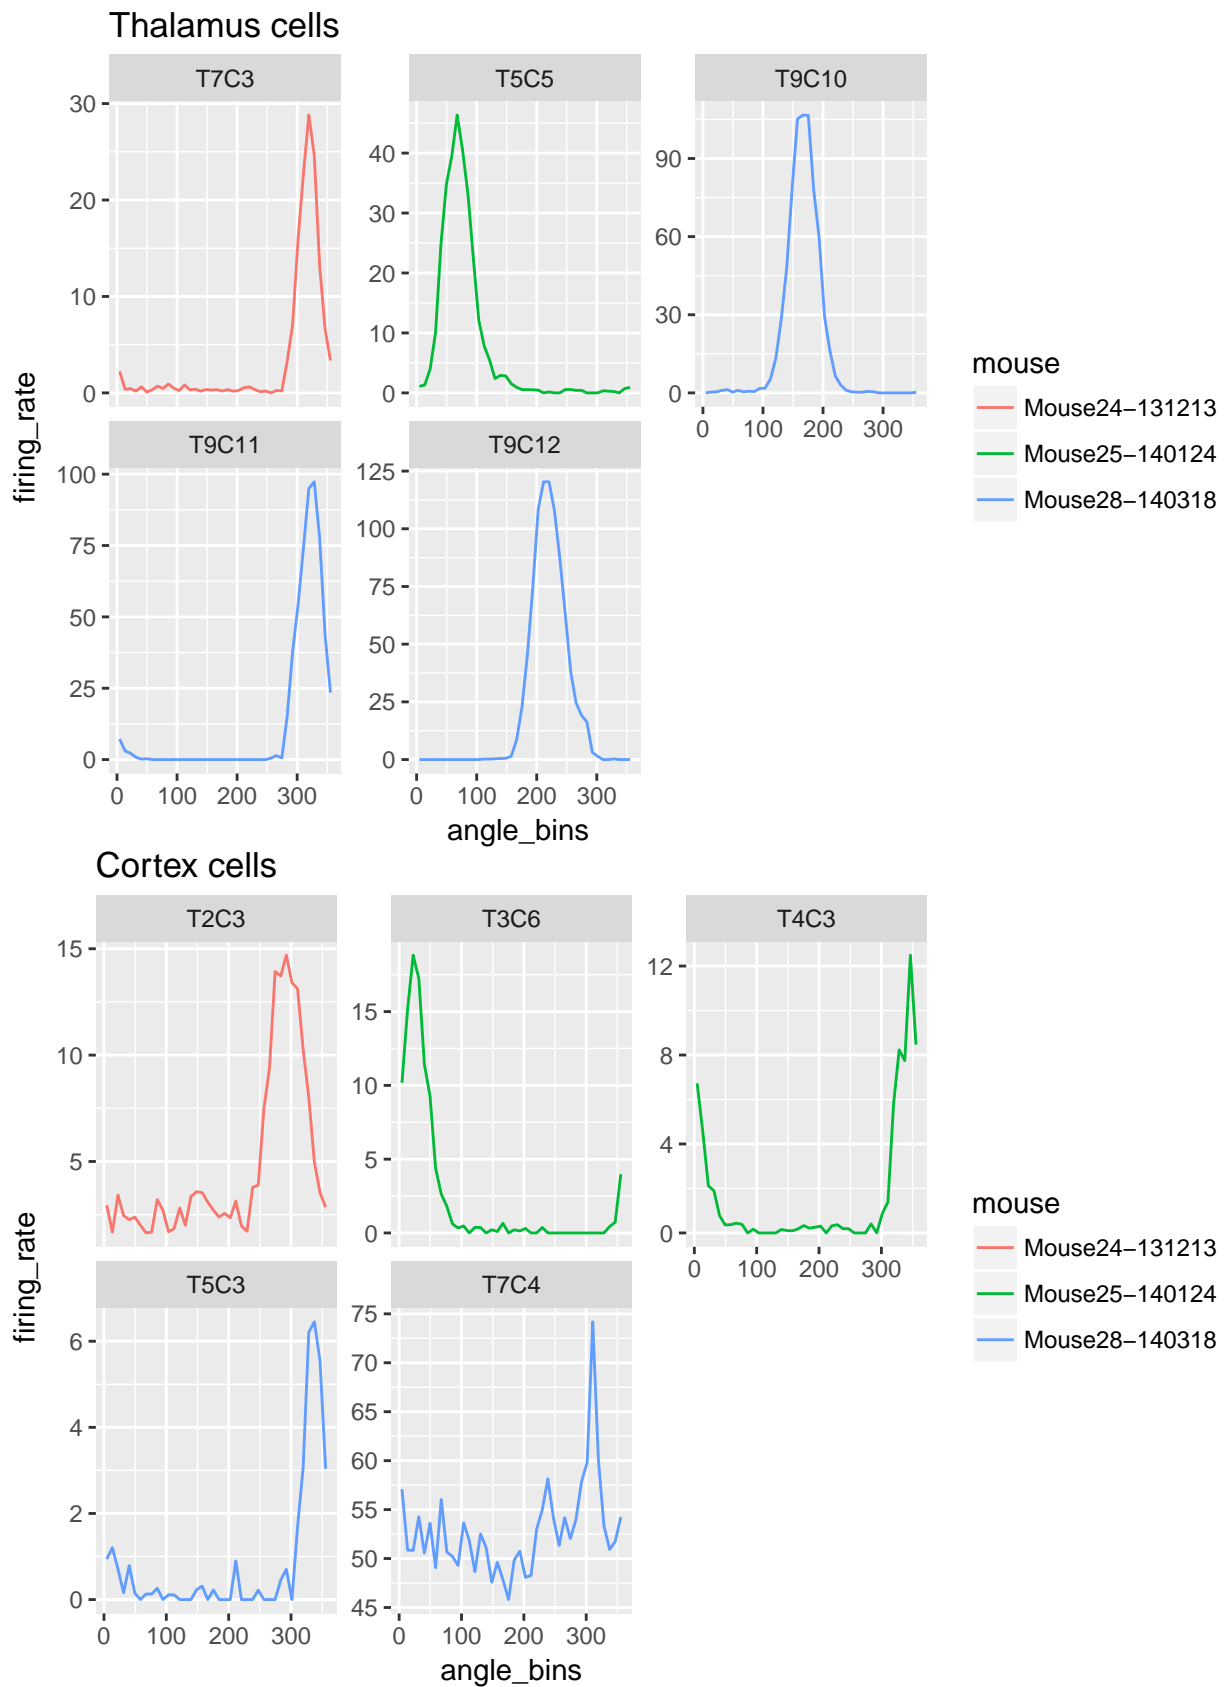 Thalamus cells
T7C3 T5C5 T9C10
30
20
10
0
40
30
20
10
0
90
60
30
0
0 100 200 300
T9C11 T9C12
100
75
50
25
0
125
100
75
50
25
0
0 100 200 300
0 100 200 300
firing_rate
angle_bins
mouse
Mouse24−131213
Mouse25−140124
Mouse28−140318
Cortex cells
T2C3 T3C6 T4C3
15
10
5
15
10
5
0
12
8
4
0
0 100 200 300
T5C3 T7C4
6
4
2
0
75
70
65
60
55
50
45
0 100 200 300
0 100 200 300
firing_rate
angle_bins
mouse
Mouse24−131213
Mouse25−140124
Mouse28−140318